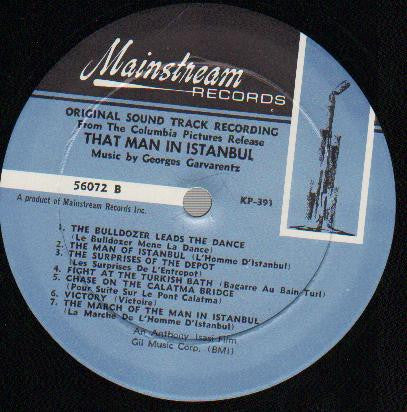 Mainstream
RECORDS
ORIGINAL SOUND TRACK RECORDING
From The Columbia Pictures Release
THAT MAN IN ISTANBUL
Music by Georges Garvarentz
56072 B
KP-391
A product of Mainstream Records Inc.
1. THE BULLDOZER LEADS THE DANCE
(Le Bulldozer Mene La Dance)
2. THE MAN OF ISTANBUL (L'Homme D'Istanbul)
3. THE SURPRISES OF THE DEPOT
(Les Surprises De L'Entropot)
4. FIGHT AT THE TURKISH BATH (Bagarre Au Bain Turl)
5. CHASE ON THE CALATMA BRIDGE
(Pour Suite Sur Le Pont Calatma)
6. VICTORY (Victoire)
7. THE MARCH OF THE MAN IN ISTANBUL
(La Marche De L'Homme D'Istanbul)
An Anthony Isasi Film
Gil Music Corp. (BMI)